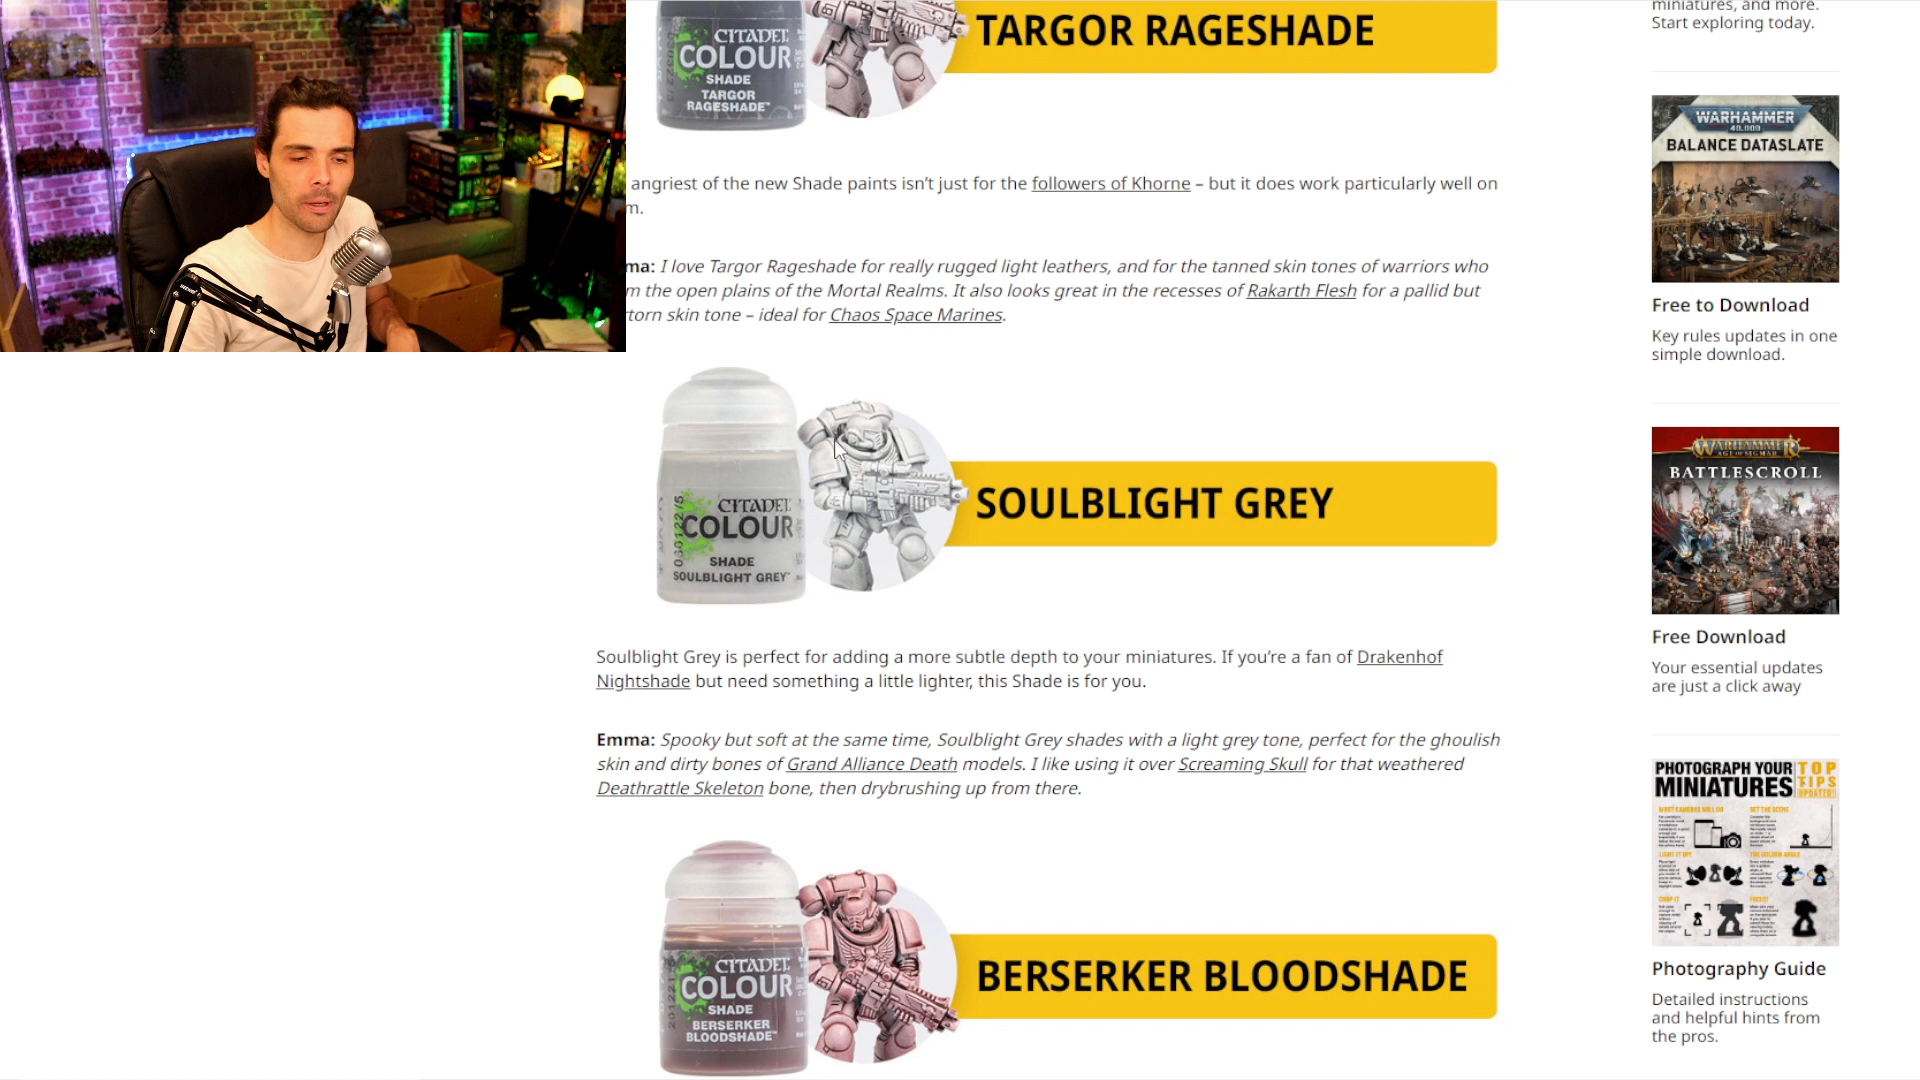 TARGOR RAGESHADE
CITADEL
COLOUR
SHADE
TARGOR
RAGESHADE™
angriest of the new Shade paints isn't just for the followers of Khorne – but it does work particularly well on
m.
ma: I love Targor Rageshade for really rugged light leathers, and for the tanned skin tones of warriors who
m the open plains of the Mortal Realms. It also looks great in the recesses of Rakarth Flesh for a pallid but
torn skin tone – ideal for Chaos Space Marines.
CITADEL
COLOUR
SHADE
SOULBLIGHT GREY™
SOULBLIGHT GREY
Soulblight Grey is perfect for adding a more subtle depth to your miniatures. If you're a fan of Drakenhof
Nightshade but need something a little lighter, this Shade is for you.
Emma: Spooky but soft at the same time, Soulblight Grey shades with a light grey tone, perfect for the ghoulish
skin and dirty bones of Grand Alliance Death models. I like using it over Screaming Skull for that weathered
Deathrattle Skeleton bone, then drybrushing up from there.
CITADEL
COLOUR
SHADE
BERSERKER
BLOODSHADE™
BERSERKER BLOODSHADE
miniatures, and more.
Start exploring today.
WARHAMMER
40,000
BALANCE DATASLATE
Free to Download
Key rules updates in one
simple download.
WARHAMMER
AGE OF SIGMAR
BATTLESCROLL
Free Download
Your essential updates
are just a click away
PHOTOGRAPH YOUR
MINIATURES
TOP
TIPS
UPDATED!
Photography Guide
Detailed instructions
and helpful hints from
the pros.